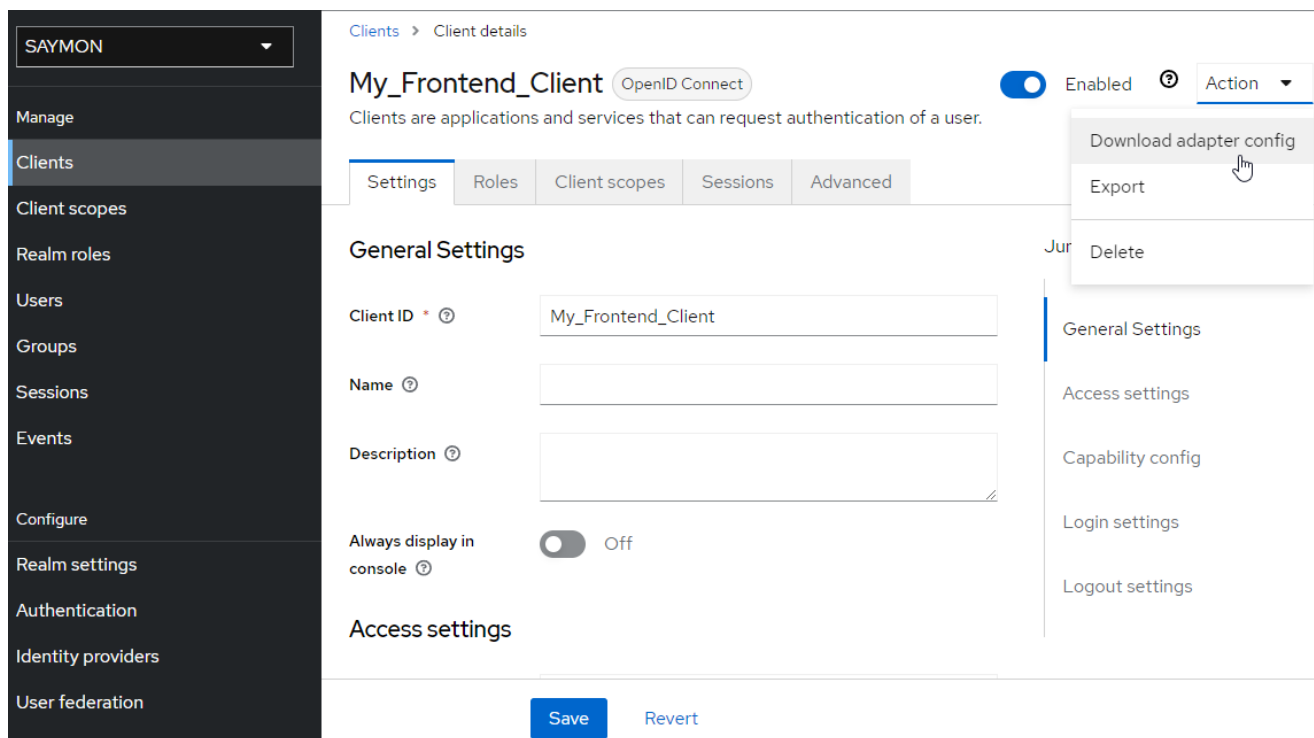 SAYMON
Manage
Clients
Client scopes
Realm roles
Users
Groups
Sessions
Events
Configure
Realm settings
Authentication
Identity providers
User federation
Clients > Client details
My_Frontend_Client OpenID Connect
Enabled
Action
Clients are applications and services that can request authentication of a user.
Download adapter config
Export
Delete
Settings Roles Client scopes Sessions Advanced
General Settings
Client ID *
My_Frontend_Client
Name
Description
Always display in
console
Off
Access settings
General Settings
Access settings
Capability config
Login settings
Logout settings
Save Revert